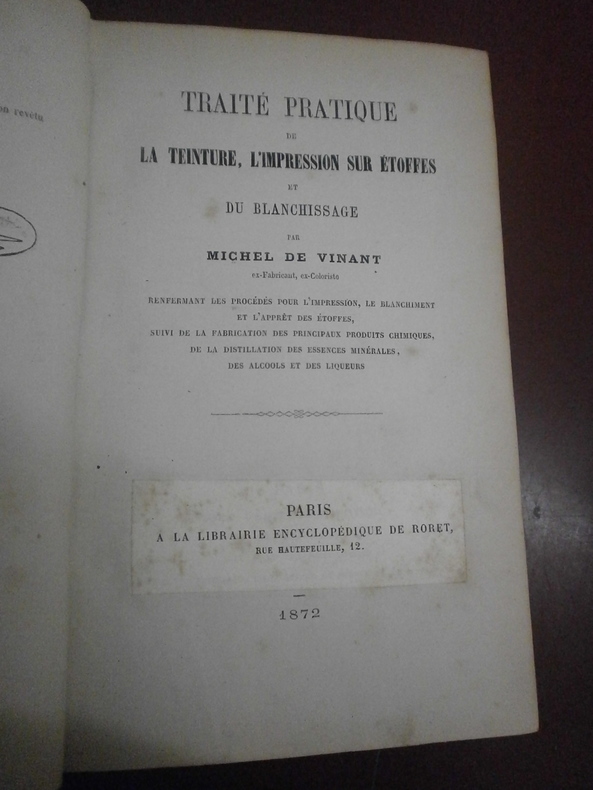 on revêtu
TRAITÉ PRATIQUE
DE
LA TEINTURE, L'IMPRESSION SUR ÉTOFFES
ET
DU BLANCHISSAGE
PAR
MICHEL DE VINANT
ex-Fabricant, ex-Coloriste
RENFERMANT LES PROCÉDÉS POUR L'IMPRESSION, LE BLANCHIMENT
ET L'APPRÊT DES ÉTOFFES,
SUIVI DE LA FABRICATION DES PRINCIPAUX PRODUITS CHIMIQUES,
DE LA DISTILLATION DES ESSENCES MINÉRALES,
DES ALCOOLS ET DES LIQUEURS
PARIS
A LA LIBRAIRIE ENCYCLOPÉDIQUE DE RORET,
RUE HAUTEFEUILLE, 12.
1872